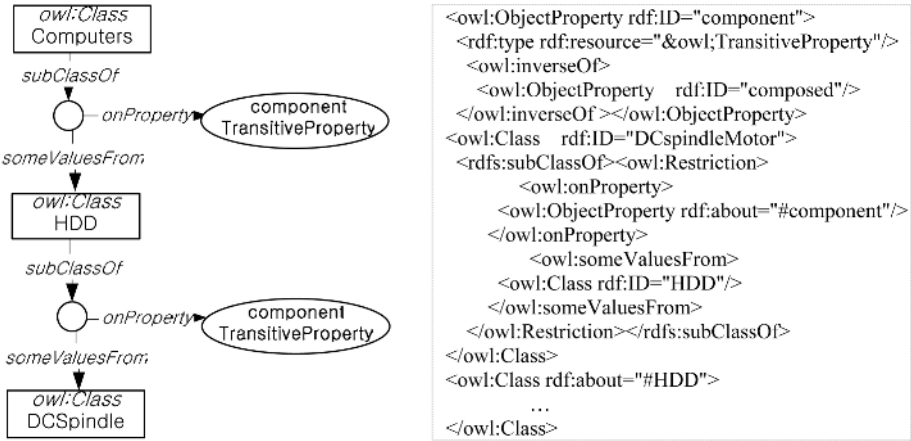 owl:Class
Computers
subClassOf
onProperty
component
TransitiveProperty
someValuesFrom
owl:Class
HDD
subClassOf
onProperty
component
TransitiveProperty
someValuesFrom
owl:Class
DCSpindle
<owl:ObjectProperty rdf:ID="component">
<rdf:type rdf:resource="&owl;TransitiveProperty"/>
<owl:inverseOf>
<owl:ObjectProperty rdf:ID="composed"/>
</owl:inverseOf ></owl:ObjectProperty>
<owl:Class rdf:ID="DCspindleMotor">
<rdfs:subClassOf><owl:Restriction>
<owl:onProperty>
<owl:ObjectProperty rdf:about="#component"/>
</owl:onProperty>
<owl:someValuesFrom>
<owl:Class rdf:ID="HDD"/>
</owl:someValuesFrom>
</owl:Restriction></rdfs:subClassOf>
</owl:Class>
<owl:Class rdf:about="#HDD">
…
</owl:Class>